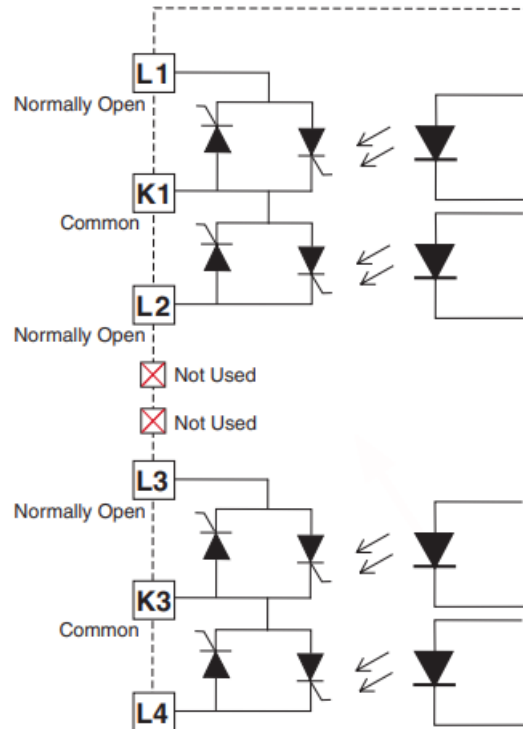 L1
Normally Open
K1
Common
L2
Normally Open
Not Used
Not Used
L3
Normally Open
K3
Common
L4